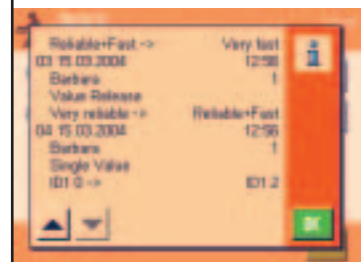 Reliable+Fast -> Very fast
03 15.03.2004 12:56
Barbara 1
Value Release
Very reliable -> Reliable+Fast
04 15.03.2004 12:56
Barbara 1
Single Value
ID1 0 -> ID1.2
i
OK